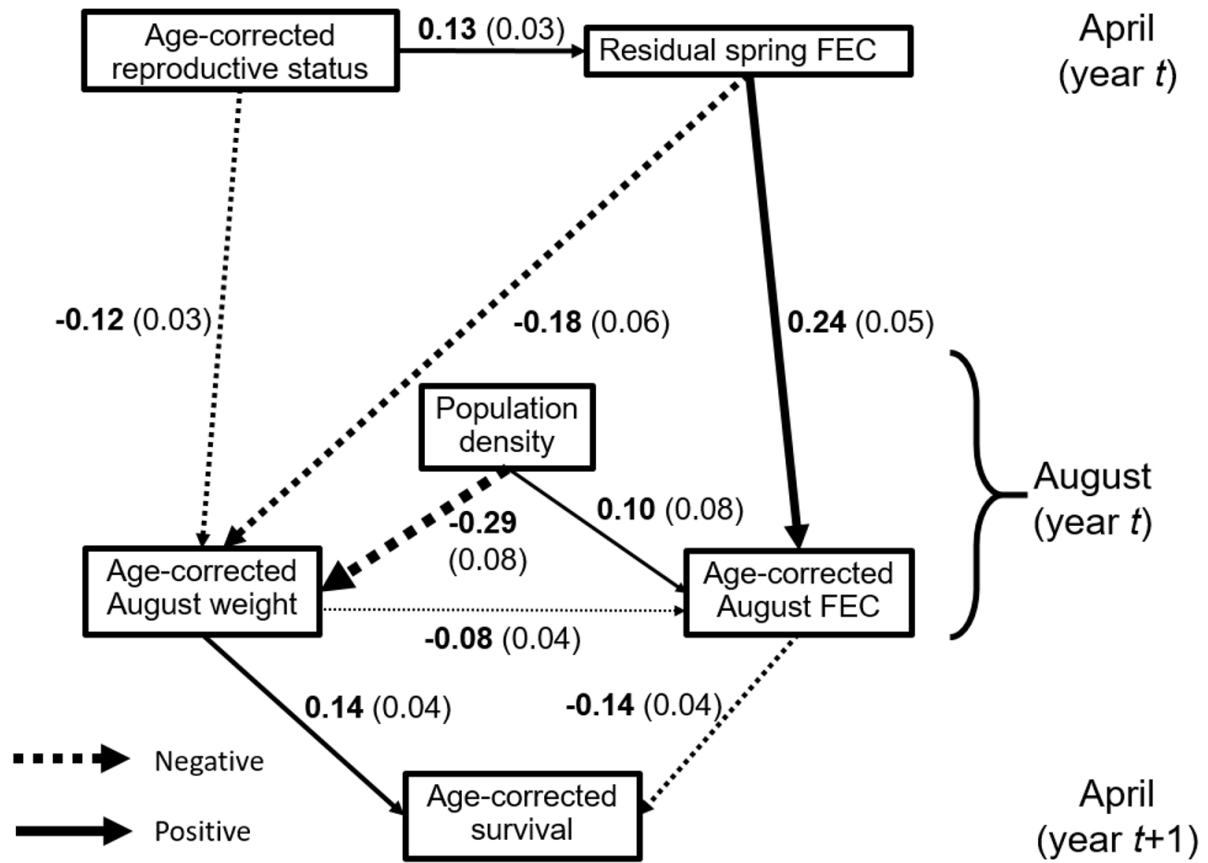 Age-corrected
reproductive status
0.13 (0.03)
Residual spring FEC
April
(year t)
-0.12 (0.03)
-0.18 (0.06)
0.24 (0.05)
Population
density
-0.29
(0.08)
0.10 (0.08)
August
(year t)
Age-corrected
August weight
Age-corrected
August FEC
-0.08 (0.04)
0.14 (0.04)
-0.14 (0.04)
Negative
Positive
Age-corrected
survival
April
(year t+1)